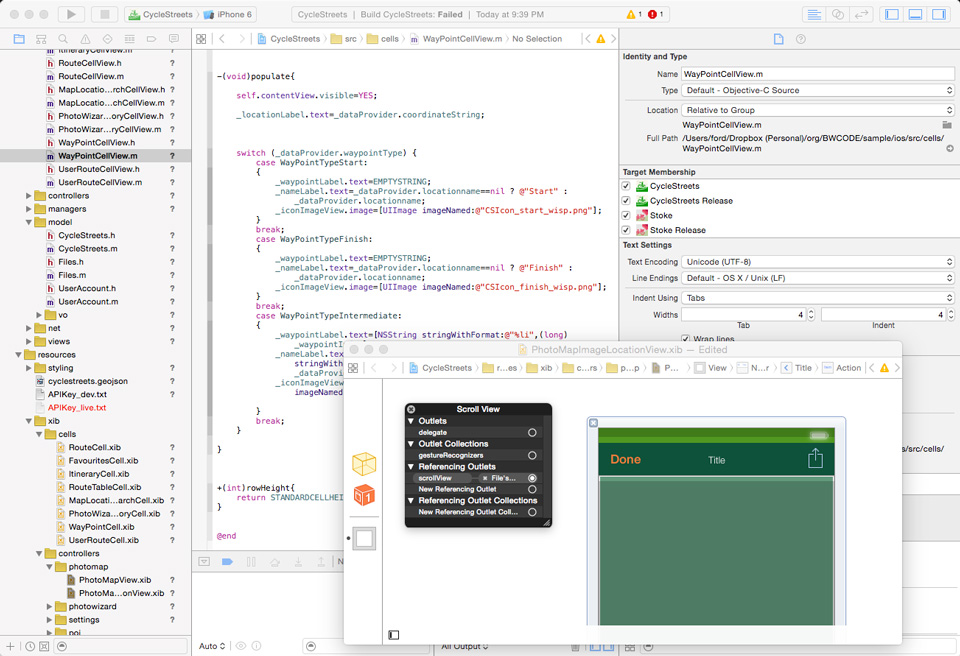 CycleStreets
iPhone 6
CycleStreets | Build CycleStreets: Failed | Today at 9:39 PM
1
1
CycleStreets
src
cells
WayPointCellView.m
No Selection
ItineraryCellView.m
RouteCellView.h ?
RouteCellView.m ?
MapLocatio...rchCellView.h ?
MapLocatio...chCellView.m ?
PhotoWizar...oryCellView.h ?
PhotoWizar...ryCellView.m ?
WayPointCellView.h ?
WayPointCellView.m ?
UserRouteCellView.h ?
UserRouteCellView.m ?
controllers ?
managers ?
model ?
CycleStreets.h ?
CycleStreets.m ?
Files.h ?
Files.m ?
UserAccount.h ?
UserAccount.m ?
vo ?
net ?
views ?
resources
styling ?
cyclestreets.geojson ?
APIKey_dev.txt ?
APIKey_live.txt ?
xib
cells
RouteCell.xib ?
FavouritesCell.xib ?
ItineraryCell.xib ?
RouteTableCell.xib ?
MapLocati...archCell.xib ?
PhotoWiza...oryCell.xib ?
WayPointCell.xib ?
UserRouteCell.xib ?
controllers ?
photomap ?
PhotoMapView.xib ?
PhotoMa...onView.xib ?
photowizard ?
settings ?
poi
-(void)populate{
self.contentView.visible=YES;
_locationLabel.text=_dataProvider.coordinateString;
switch (_dataProvider.waypointType) {
case WayPointTypeStart:
{
_waypointLabel.text=EMPTYSTRING;
_nameLabel.text=_dataProvider.locationname==nil ? @"Start" :
_dataProvider.locationname;
_iconImageView.image=[UIImage imageNamed:@"CSIcon_start_wisp.png"];
}
break;
case WayPointTypeFinish:
{
_waypointLabel.text=EMPTYSTRING;
_nameLabel.text=_dataProvider.locationname==nil ? @"Finish" :
_dataProvider.locationname;
_iconImageView.image=[UIImage imageNamed:@"CSIcon_finish_wisp.png"];
}
break;
case WayPointTypeIntermediate:
{
_waypointLabel.text=[NSString stringWithFormat:@"%li",(long)
_waypointI
_nameLabel
stringWith
_dataProvi
_iconImageView
imageNamed
}
break;
}
}
+(int)rowHeight{
return STANDARDCELLHEI
}
@end
Auto
All Output
Identity and Type
Name WayPointCellView.m
Type Default - Objective-C Source
Location Relative to Group
WayPointCellView.m
Full Path /Users/ford/Dropbox (Personal)/org/BWCODE/sample/ios/src/cells/
WayPointCellView.m
Target Membership
CycleStreets
CycleStreets Release
Stoke
Stoke Release
Text Settings
Text Encoding Unicode (UTF-8)
Line Endings Default - OS X / Unix (LF)
Indent Using Tabs
Widths 4 4
Tab Indent
Wrap lines
s/src/cells/
PhotoMapImageLocationView.xib — Edited
CycleStreets
r...es
xib
c...rs
p...p
P...
View
N...r
Title
Action
Scroll View
Outlets
delegate
Outlet Collections
gestureRecognizers
Referencing Outlets
scrollView File's...
New Referencing Outlet
Referencing Outlet Collections
New Referencing Outlet Coll...
1
Done
Title